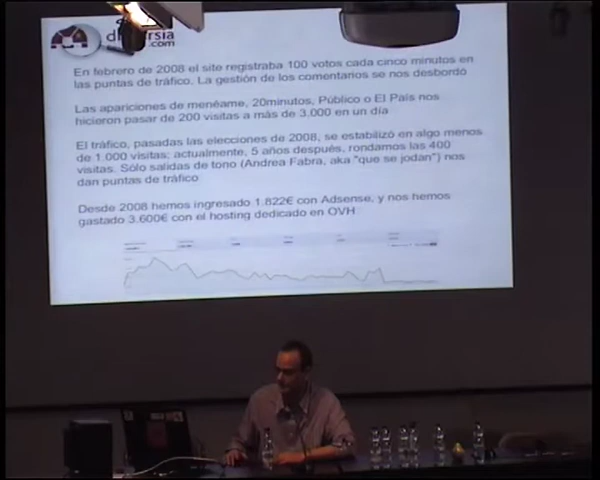 .com
En febrero de 2008 el site registraba 100 votos cada cinco minutos en
las puntas de tráfico. La gestión de los comentarios se nos desbordó
Las apariciones de menéame, 20minutos, Público o El País nos
hicieron pasar de 200 visitas a más de 3.000 en un día
El tráfico, pasadas las elecciones de 2008, se estabilizó en algo menos
de 1.000 visitas; actualmente, 5 años después, rondamos las 400
visitas. Sólo salidas de tono (Andrea Fabra, aka "que se jodan") nos
dan puntas de tráfico
Desde 2008 hemos ingresado 1.822€ con Adsense, y nos hemos
gastado 3.600€ con el hosting dedicado en OVH